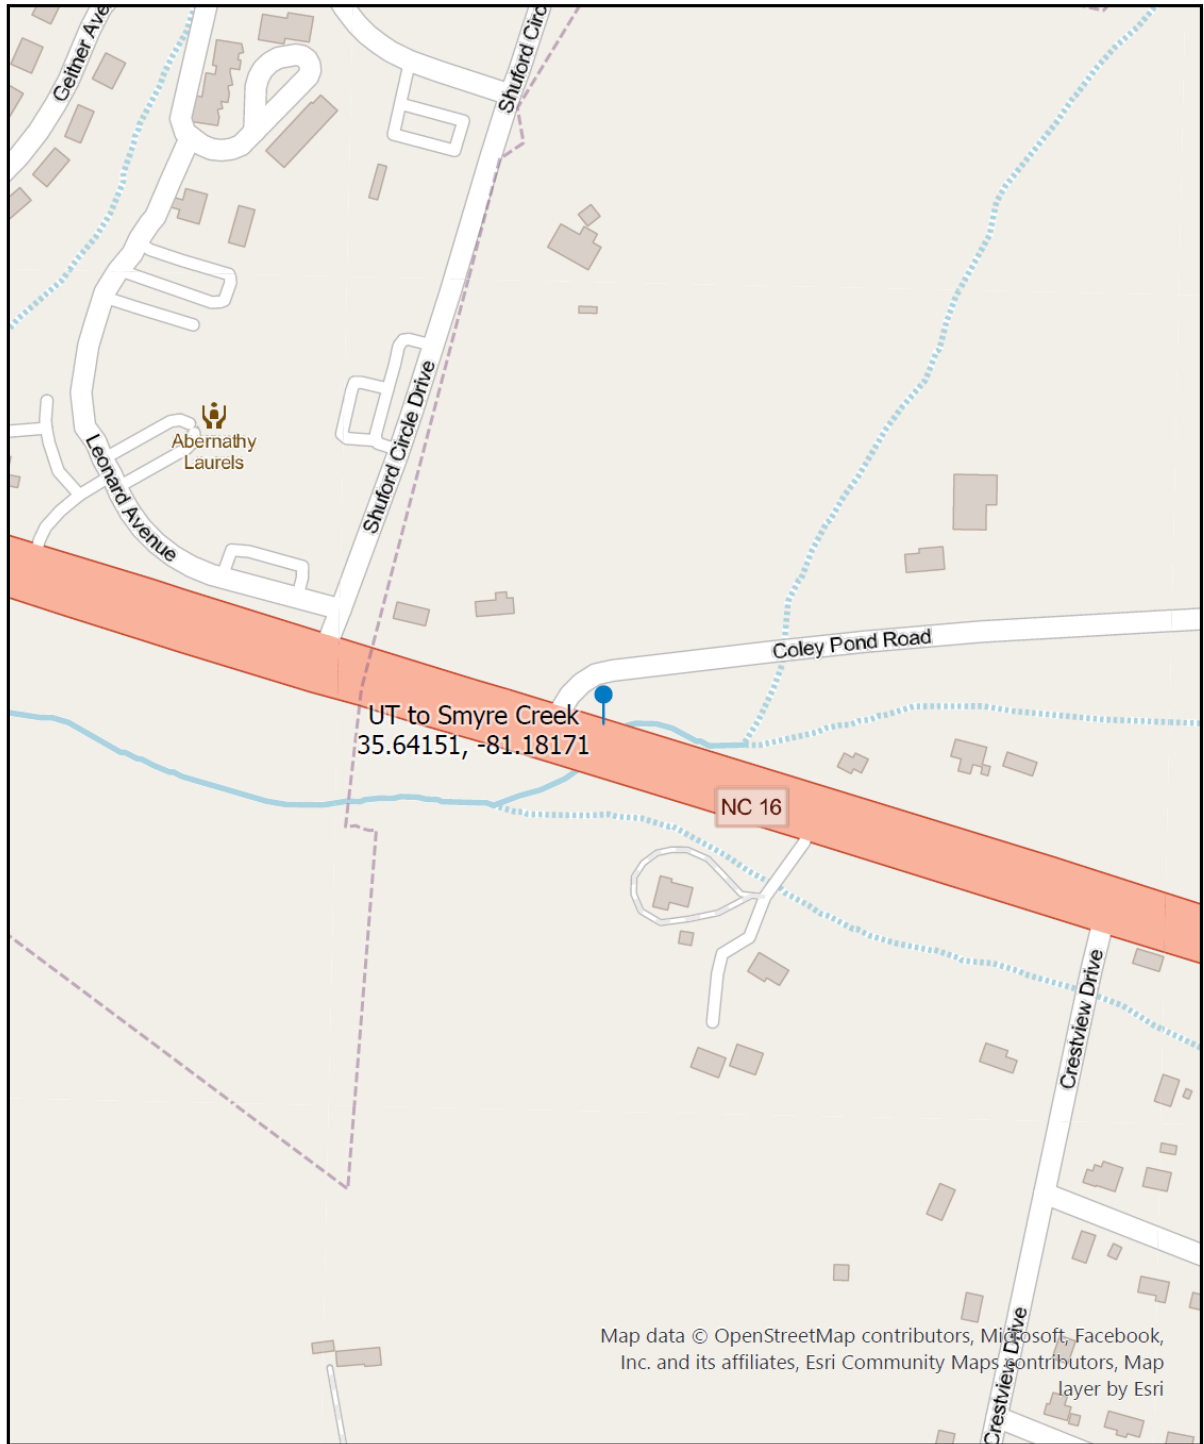 Geitner Ave
Shuford Circ
Shuford Circle Drive
Abernathy
Laurels
Leonard Avenue
Coley Pond Road
UT to Smyre Creek
35.64151, -81.18171
NC 16
Crestview Drive
Crestview Drive
Map data © OpenStreetMap contributors, Microsoft, Facebook,
Inc. and its affiliates, Esri Community Maps contributors, Map
layer by Esri